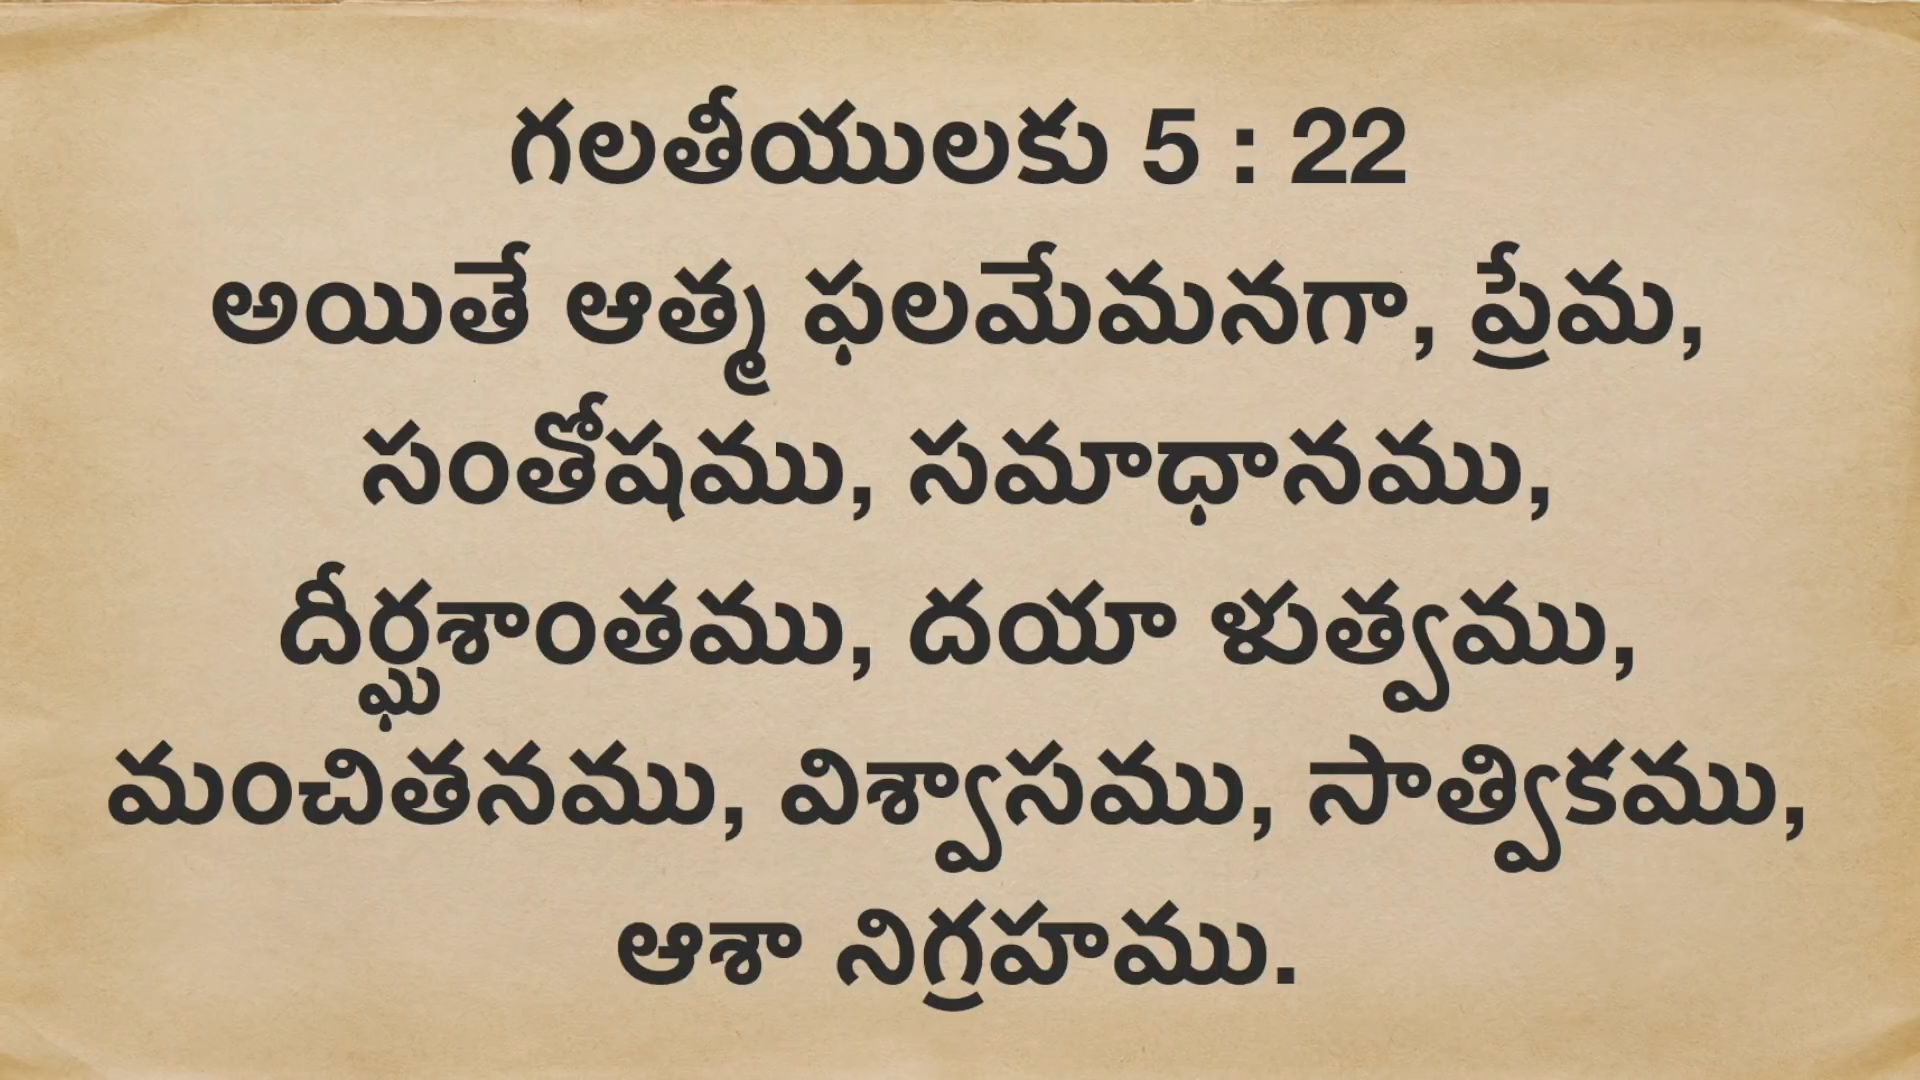 గలతీయులకు 5 : 22
అయితే ఆత్మ ఫలమేమనగా, ప్రేమ,
సంతోషము, సమాధానము,
దీర్ఘశాంతము, దయా ళుత్వము,
మంచితనము, విశ్వాసము, సాత్వికము,
ఆశా నిగ్రహము.